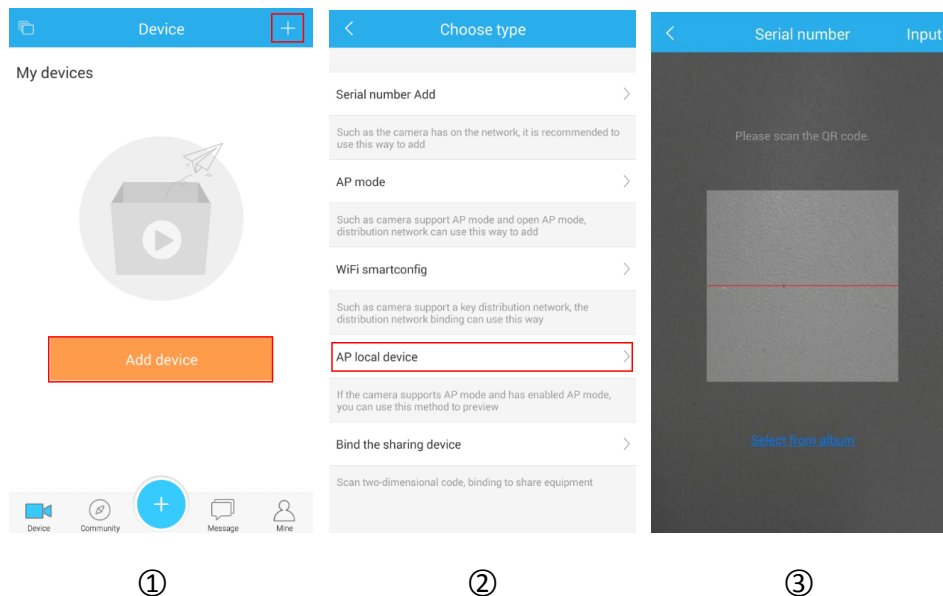 Device
My devices
Add device
Device
Community
Message
Mine
①
Choose type
Serial number Add
Such as the camera has on the network, it is recommended to
use this way to add
AP mode
Such as camera support AP mode and open AP mode,
distribution network can use this way to add
WiFi smartconfig
Such as camera support a key distribution network, the
distribution network binding can use this way
AP local device
If the camera supports AP mode and has enabled AP mode,
you can use this method to preview
Bind the sharing device
Scan two-dimensional code, binding to share equipment
②
Serial number Input
Please scan the QR code.
Select from album
③